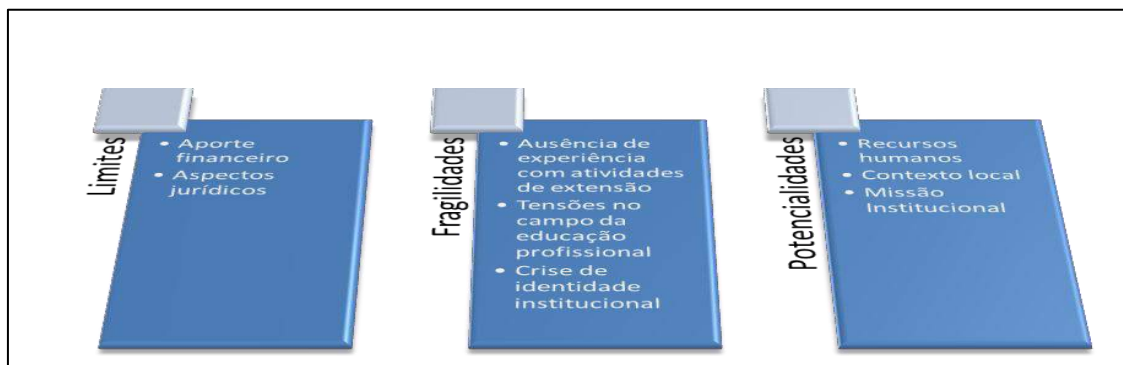 Limites
• Aporte
financeiro
• Aspectos
jurídicos
Fragilidades
• Ausência de
experiência
com atividades
de extensão
• Tensões no
campo da
educação
profissional
• Crise de
identidade
institucional
Potencialidades
• Recursos
humanos
• Contexto local
• Missão
Institucional